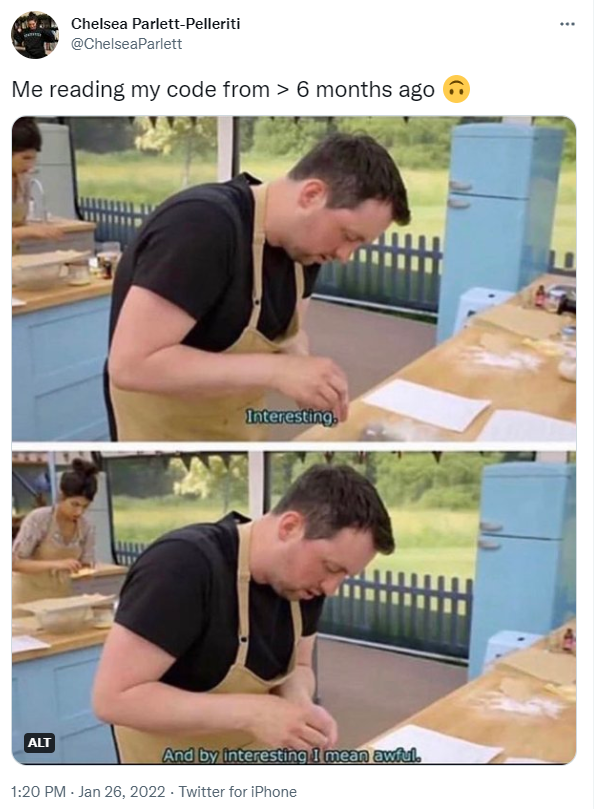 Chelsea Parlett-Pelleriti
@ChelseaParlett
Me reading my code from > 6 months ago 🙃
Interesting.
And by interesting I mean awful.
ALT
1:20 PM · Jan 26, 2022 · Twitter for iPhone